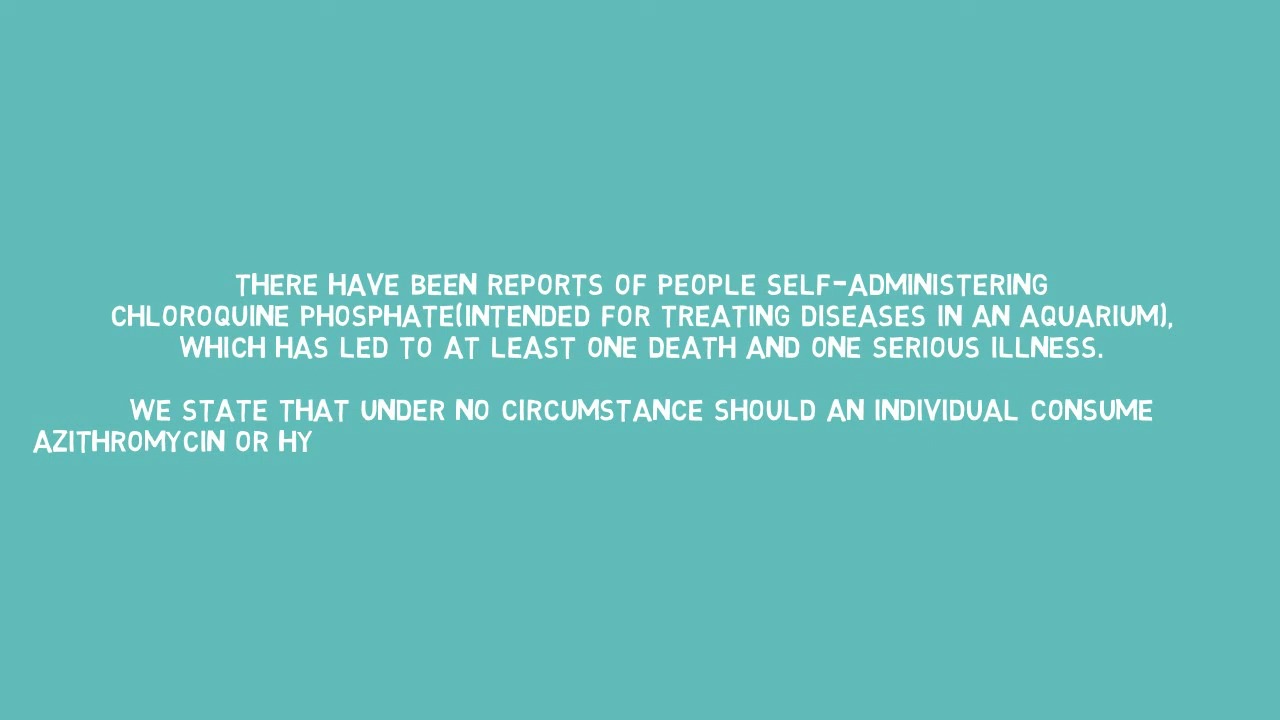 THERE HAVE BEEN REPORTS OF PEOPLE SELF-ADMINISTERING
CHLOROQUINE PHOSPHATE(INTENDED FOR TREATING DISEASES IN AN AQUARIUM),
WHICH HAS LED TO AT LEAST ONE DEATH AND ONE SERIOUS ILLNESS.
WE STATE THAT UNDER NO CIRCUMSTANCE SHOULD AN INDIVIDUAL CONSUME
AZITHROMYCIN OR HY